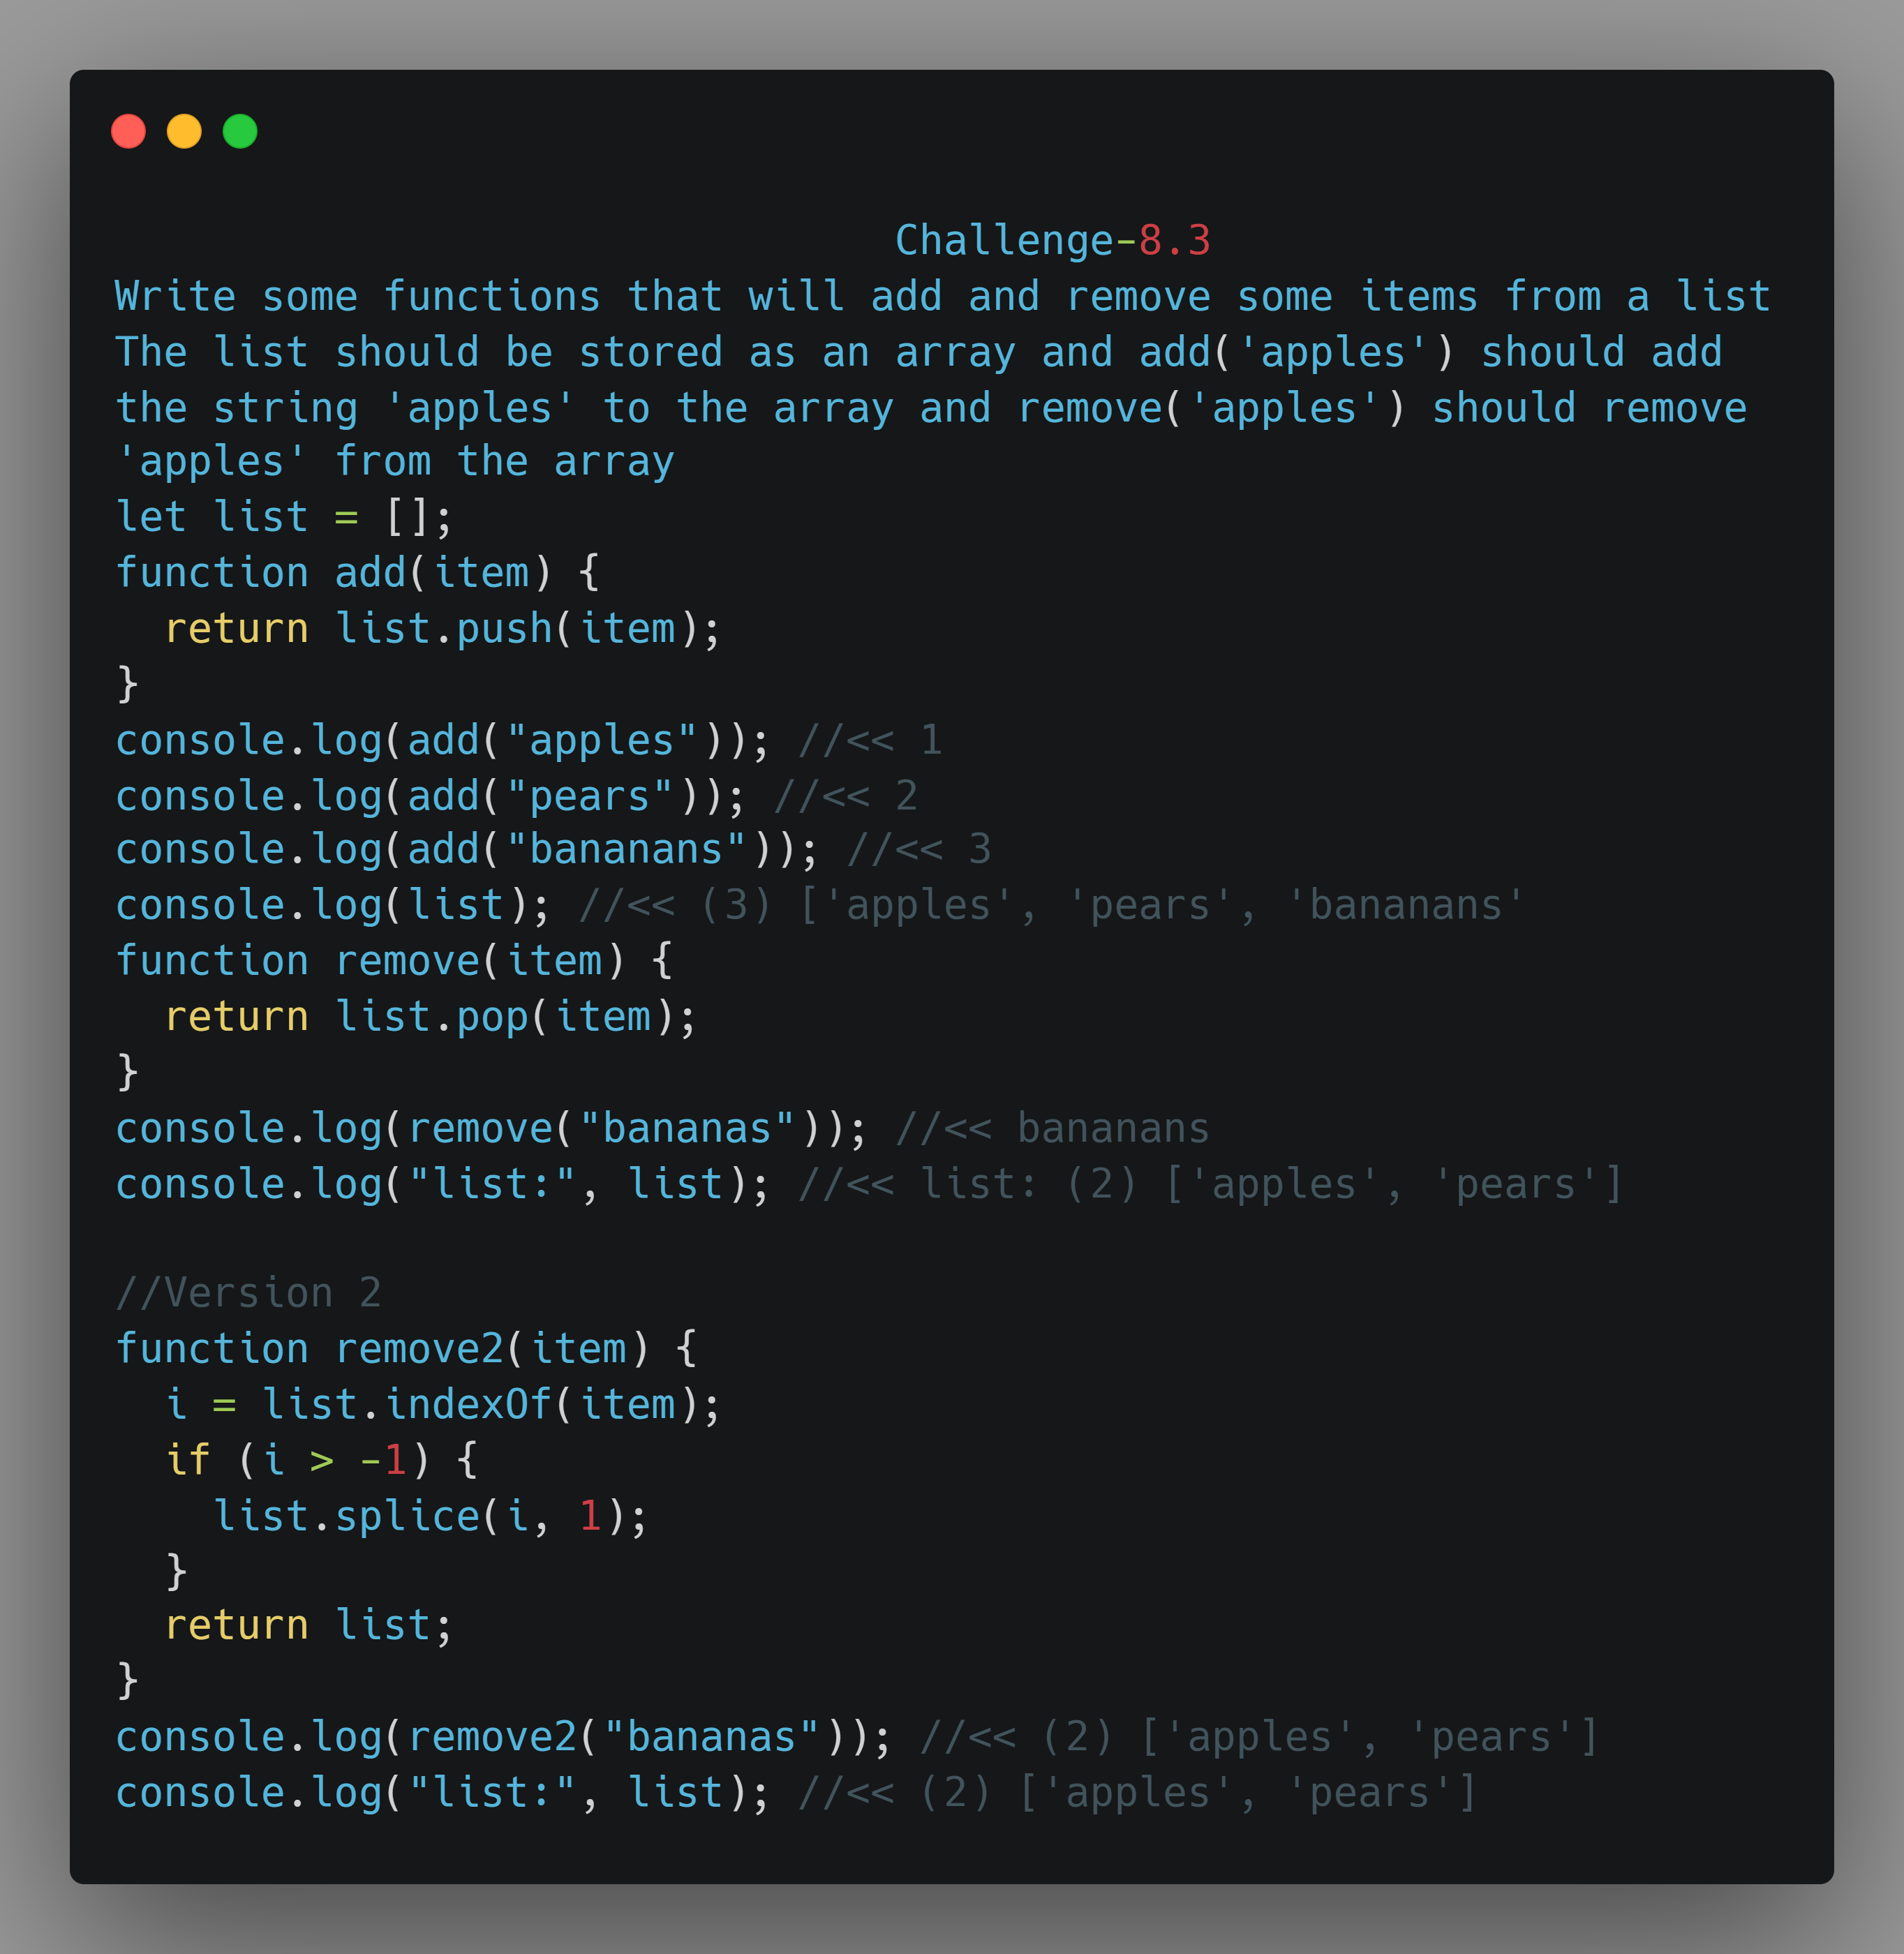 Challenge-8.3
Write some functions that will add and remove some items from a list
The list should be stored as an array and add('apples') should add
the string 'apples' to the array and remove('apples') should remove
'apples' from the array
let list = [];
function add(item) {
  return list.push(item);
}
console.log(add("apples")); //<< 1
console.log(add("pears")); //<< 2
console.log(add("bananans")); //<< 3
console.log(list); //<< (3) ['apples', 'pears', 'bananans'
function remove(item) {
  return list.pop(item);
}
console.log(remove("bananas")); //<< bananans
console.log("list:", list); //<< list: (2) ['apples', 'pears']
//Version 2
function remove2(item) {
  i = list.indexOf(item);
  if (i > -1) {
    list.splice(i, 1);
  }
  return list;
}
console.log(remove2("bananas")); //<< (2) ['apples', 'pears']
console.log("list:", list); //<< (2) ['apples', 'pears']